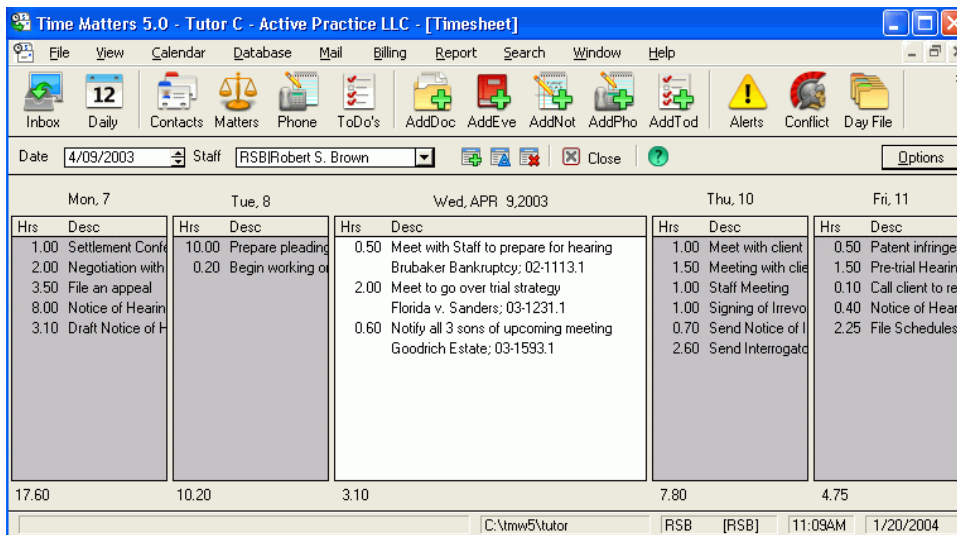 Time Matters 5.0 - Tutor C - Active Practice LLC - [Timesheet]
File View Calendar Database Mail Billing Report Search Window Help
12
Inbox Daily Contacts Matters Phone ToDo's AddDoc AddEve AddNot AddPho AddTod Alerts Conflict Day File
Date 4/09/2003 Staff RSB|Robert S. Brown Close ? Options
Mon, 7 Tue, 8 Wed, APR 9,2003 Thu, 10 Fri, 11
Hrs Desc Hrs Desc Hrs Desc Hrs Desc Hrs Desc
1.00 Settlement Confe 10.00 Prepare pleading 0.50 Meet with Staff to prepare for hearing 1.00 Meet with client 0.50 Patent infringe
2.00 Negotiation with 0.20 Begin working on Brubaker Bankruptcy; 02-1113.1 1.50 Meeting with clie 1.50 Pre-trial Hearin
3.50 File an appeal 2.00 Meet to go over trial strategy 1.00 Staff Meeting 0.10 Call client to re
8.00 Notice of Hearin Florida v. Sanders; 03-1231.1 1.00 Signing of Irrevo 0.40 Notice of Hear
3.10 Draft Notice of H 0.60 Notify all 3 sons of upcoming meeting 0.70 Send Notice of I 2.25 File Schedules
Goodrich Estate; 03-1593.1 2.60 Send Interrogato
17.60 10.20 3.10 7.80 4.75
C:\tmw5\tutor RSB [RSB] 11:09AM 1/20/2004